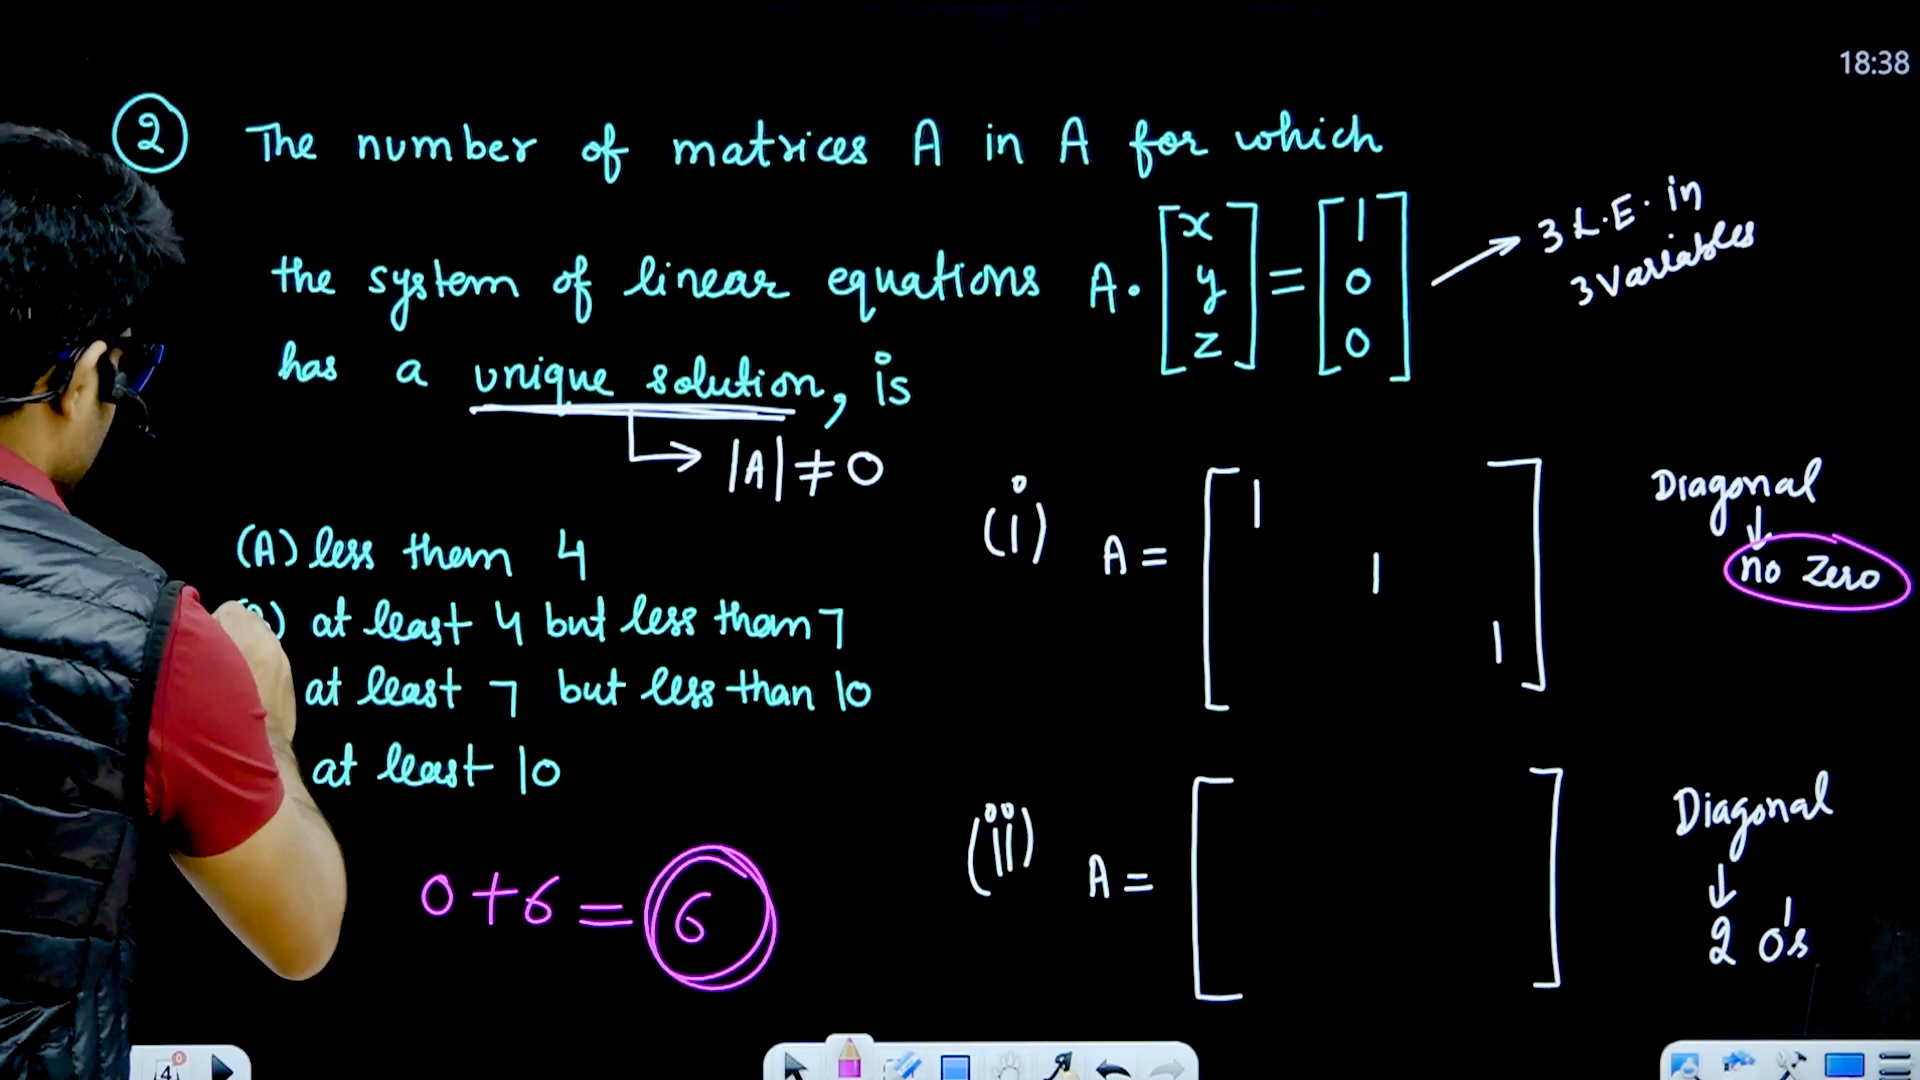 18:38
2 The number of matrices A in A for which
the system of linear equations A · [x y z] = [1 0 0] → 3 L.E. in 3 Variables
has a unique solution, is
→ |A| ≠ 0
(A) less them 4
) at least 4 but less than 7
at least 7 but less than 10
at least 10
0 + 6 = 6
(i) A = [1 1 1] Diagonal
↓
no Zero
(ii) A = [ ] Diagonal
↓
2 0's
4
0